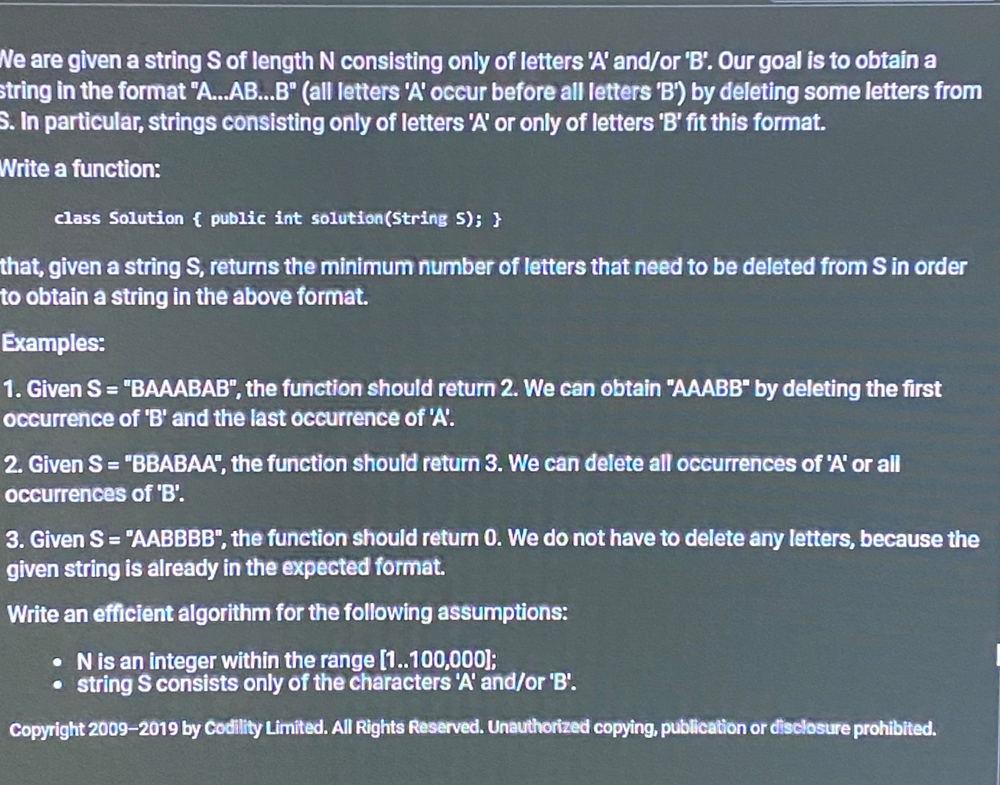 We are given a string S of length N consisting only of letters 'A' and/or 'B'. Our goal is to obtain a
string in the format "A...AB...B" (all letters 'A' occur before all letters 'B') by deleting some letters from
S. In particular, strings consisting only of letters 'A' or only of letters 'B' fit this format.
Write a function:
class Solution { public int solution(String S); }
that, given a string S, returns the minimum number of letters that need to be deleted from S in order
to obtain a string in the above format.
Examples:
1. Given S = "BAAABAB", the function should return 2. We can obtain "AAABB" by deleting the first
occurrence of 'B' and the last occurrence of 'A'.
2. Given S = "BBABAA", the function should return 3. We can delete all occurrences of 'A' or all
occurrences of 'B'.
3. Given S = "AABBBB", the function should return 0. We do not have to delete any letters, because the
given string is already in the expected format.
Write an efficient algorithm for the following assumptions:
• N is an integer within the range [1..100,000];
• string S consists only of the characters 'A' and/or 'B'.
Copyright 2009–2019 by Codility Limited. All Rights Reserved. Unauthorized copying, publication or disclosure prohibited.